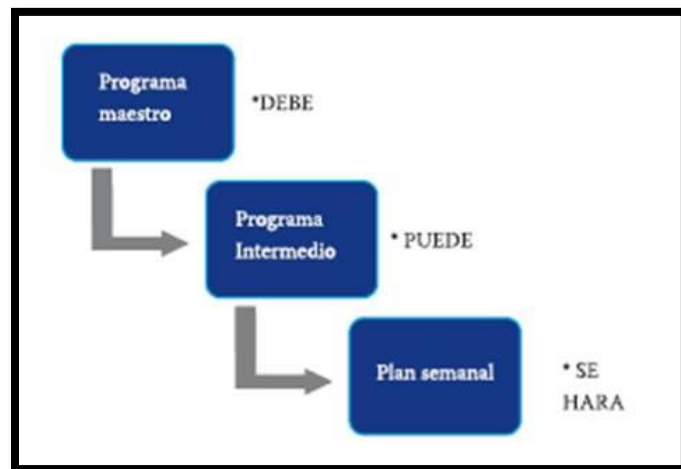 Programa
maestro
*DEBE
Programa
Intermedio
* PUEDE
Plan semanal
* SE
HARA